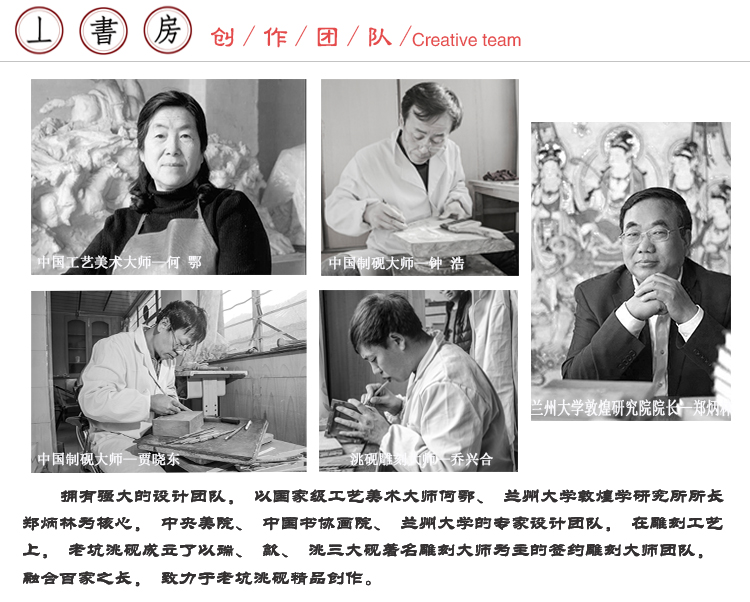 上書房
创/作/团/队/Creative team
中国工艺美术大师—何 鄂
中国制砚大师—钟 浩
兰州大学敦煌研究院院长—郑炳林
中国制砚大师—贾晓东
洮砚雕刻大师—乔兴合
拥有强大的设计团队， 以国家级工艺美术大师何鄂、 兰州大学敦煌学研究所所长
郑炳林为核心， 中央美院、 中国书协画院、 兰州大学的专家设计团队， 在雕刻工艺
上， 老坑洮砚成立了以端、 歙、 洮三大砚著名雕刻大师为主的签约雕刻大师团队，
融合百家之长， 致力于老坑洮砚精品创作。